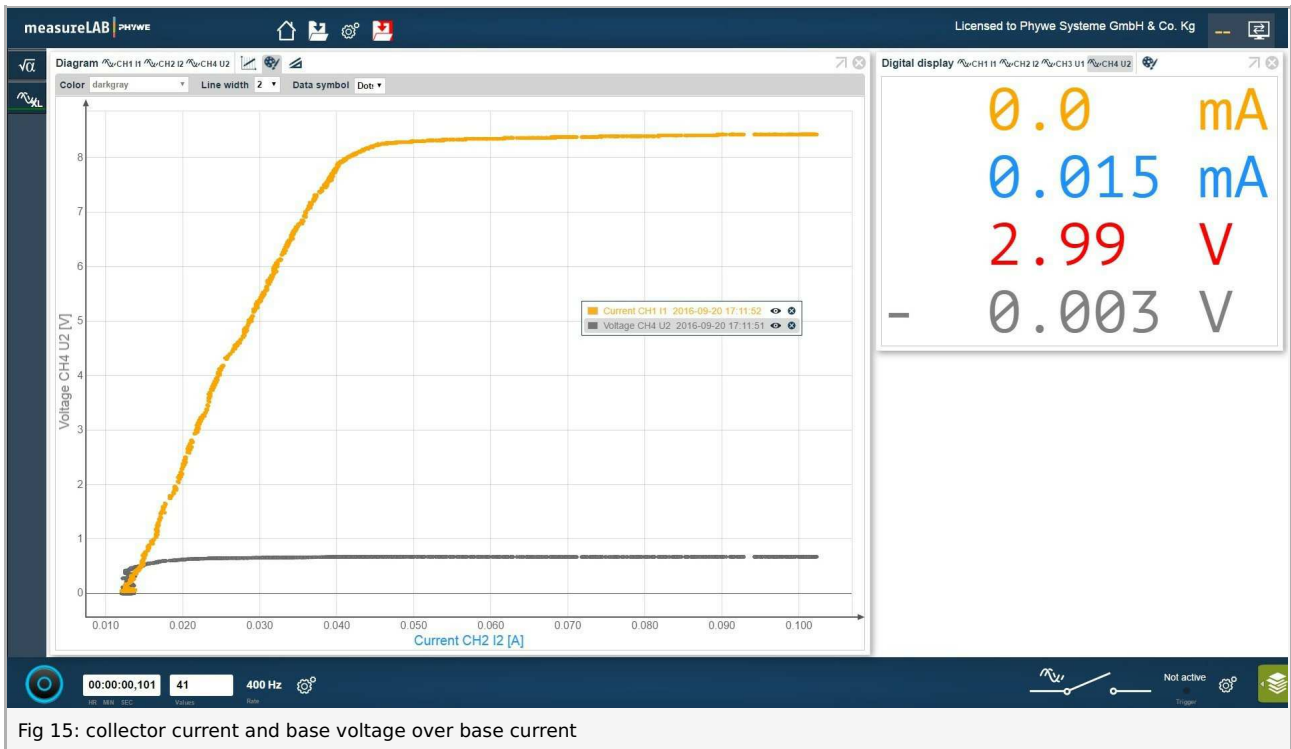 measureLAB PHYWE
Licensed to Phywe Systeme GmbH & Co. Kg
Diagram CH1 I1 CH2 I2 CH4 U2
Color darkgray Line width 2 Data symbol Dot:
8
7
6
5
4
3
2
1
0
Voltage CH4 U2 [V]
Current CH1 I1 2016-09-20 17:11:52
Voltage CH4 U2 2016-09-20 17:11:51
0.010 0.020 0.030 0.040 0.050 0.060 0.070 0.080 0.090 0.100
Current CH2 I2 [A]
Digital display CH1 I1 CH2 I2 CH3 U1 CH4 U2
0.0 mA
0.015 mA
2.99 V
- 0.003 V
00:00:00,101 41 400 Hz
HR MIN SEC Values Rate
Not active
Trigger
Fig 15: collector current and base voltage over base current